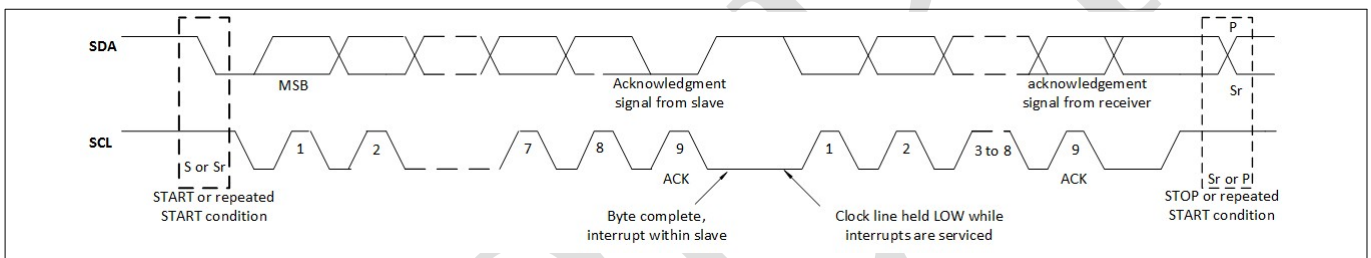 P
SDA
MSB
Acknowledgment
signal from slave
acknowledgement
signal from receiver
Sr
SCL
1
2
7
8
9
1
2
3 to 8
9
S or Sr
ACK
ACK
Sr or P
START or repeated
START condition
Byte complete,
interrupt within slave
Clock line held LOW while
interrupts are serviced
STOP or repeated
START condition